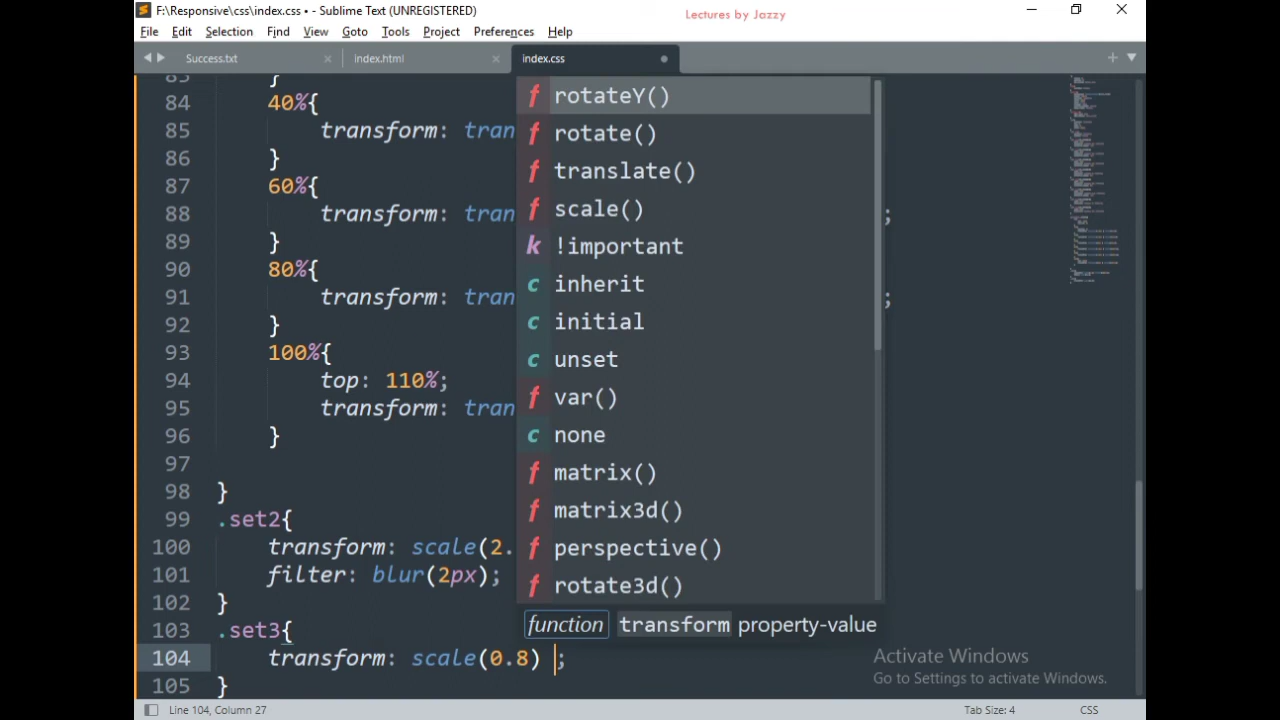 F:\Responsive\css\index.css • - Sublime Text (UNREGISTERED)
Lectures by Jazzy
File Edit Selection Find View Goto Tools Project Preferences Help
Success.txt index.html index.css
83 }
84 40%{
85 transform: tran
86 }
87 60%{
88 transform: tran ;
89 }
90 80%{
91 transform: tran ;
92 }
93 100%{
94 top: 110%;
95 transform: tran
96 }
97
98 }
99 .set2{
100 transform: scale(2.
101 filter: blur(2px);
102 }
103 .set3{
104 transform: scale(0.8) ;
105 }
f rotateY()
f rotate()
f translate()
f scale()
k !important
c inherit
c initial
c unset
f var()
c none
f matrix()
f matrix3d()
f perspective()
f rotate3d()
function transform property-value
Activate Windows
Go to Settings to activate Windows.
Line 104, Column 27
Tab Size: 4
CSS